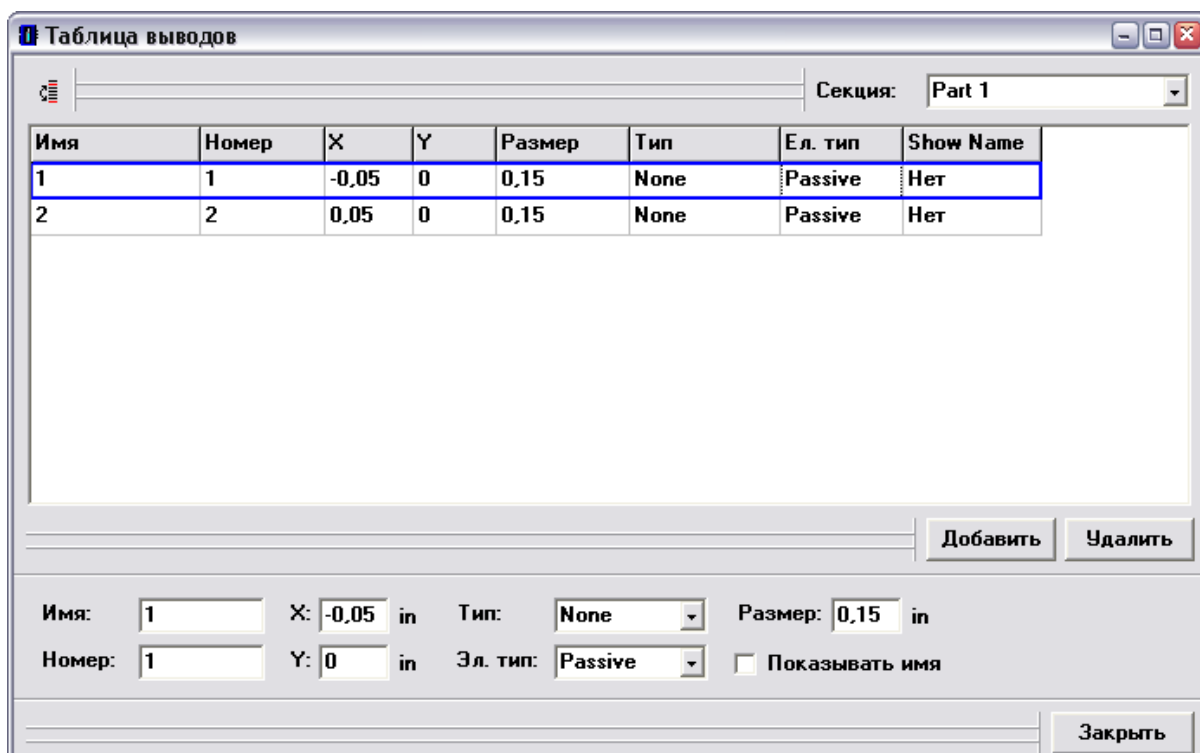 Таблица выводов
Секция: Part 1
Имя Номер X Y Размер Тип Ел. тип Show Name
1 1 -0,05 0 0,15 None Passive Нет
2 2 0,05 0 0,15 None Passive Нет
Добавить Удалить
Имя: 1 X: -0,05 in Тип: None Размер: 0,15 in
Номер: 1 Y: 0 in Эл. тип: Passive Показывать имя
Закрыть